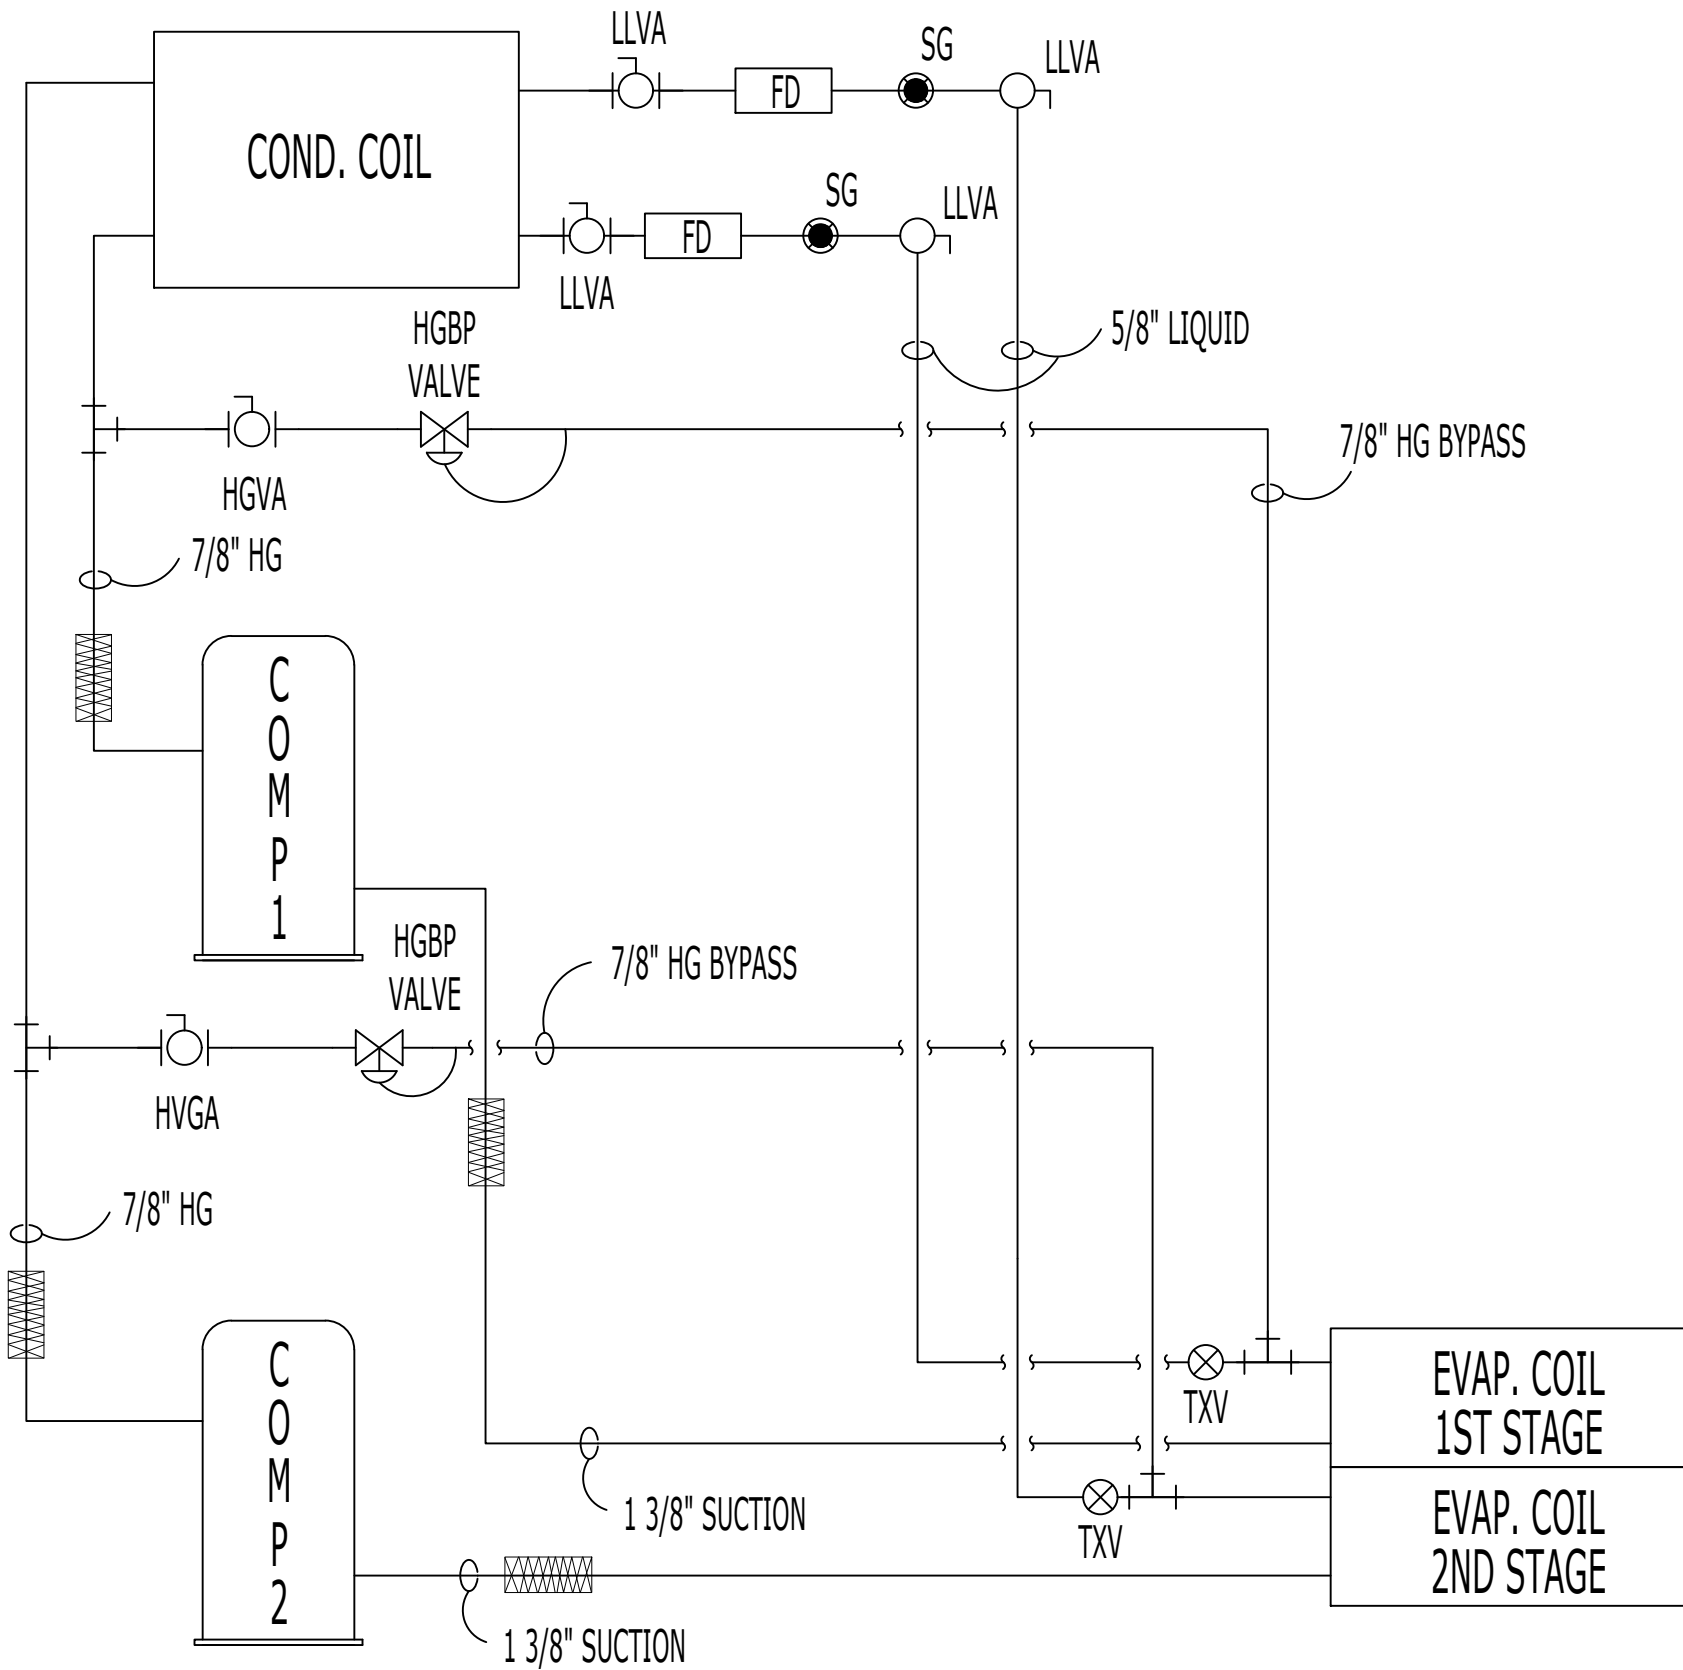 LLVA
SG
LLVA
FD
COND. COIL
SG
LLVA
FD
LLVA
HGBP
VALVE
5/8" LIQUID
7/8" HG BYPASS
HGVA
7/8" HG
COMP 1
HGBP
VALVE
7/8" HG BYPASS
HVGA
7/8" HG
COMP 2
EVAP. COIL
1ST STAGE
TXV
1 3/8" SUCTION
EVAP. COIL
2ND STAGE
TXV
1 3/8" SUCTION